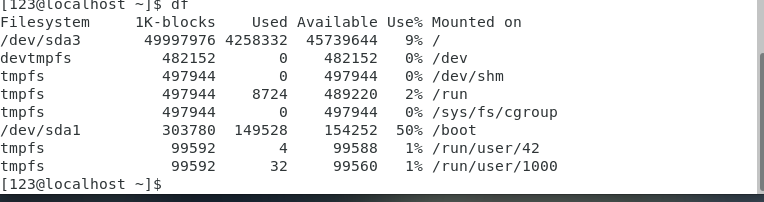 [123@localhost ~]$ df
Filesystem     1K-blocks    Used Available Use% Mounted on
/dev/sda3       49997976 4258332  45739644   9% /
devtmpfs          482152       0    482152   0% /dev
tmpfs             497944       0    497944   0% /dev/shm
tmpfs             497944    8724    489220   2% /run
tmpfs             497944       0    497944   0% /sys/fs/cgroup
/dev/sda1         303780  149528    154252  50% /boot
tmpfs              99592       4     99588   1% /run/user/42
tmpfs              99592      32     99560   1% /run/user/1000
[123@localhost ~]$